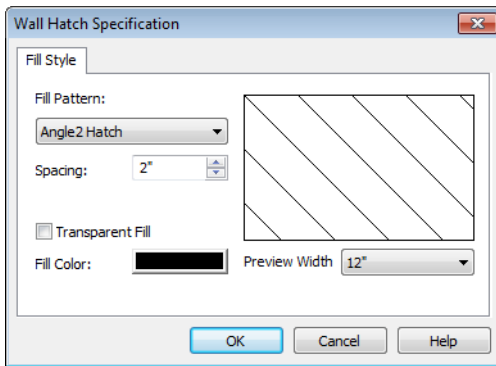 Wall Hatch Specification
Fill Style
Fill Pattern:
Angle2 Hatch
Spacing: 2"
Transparent Fill
Fill Color:
Preview Width 12"
OK Cancel Help